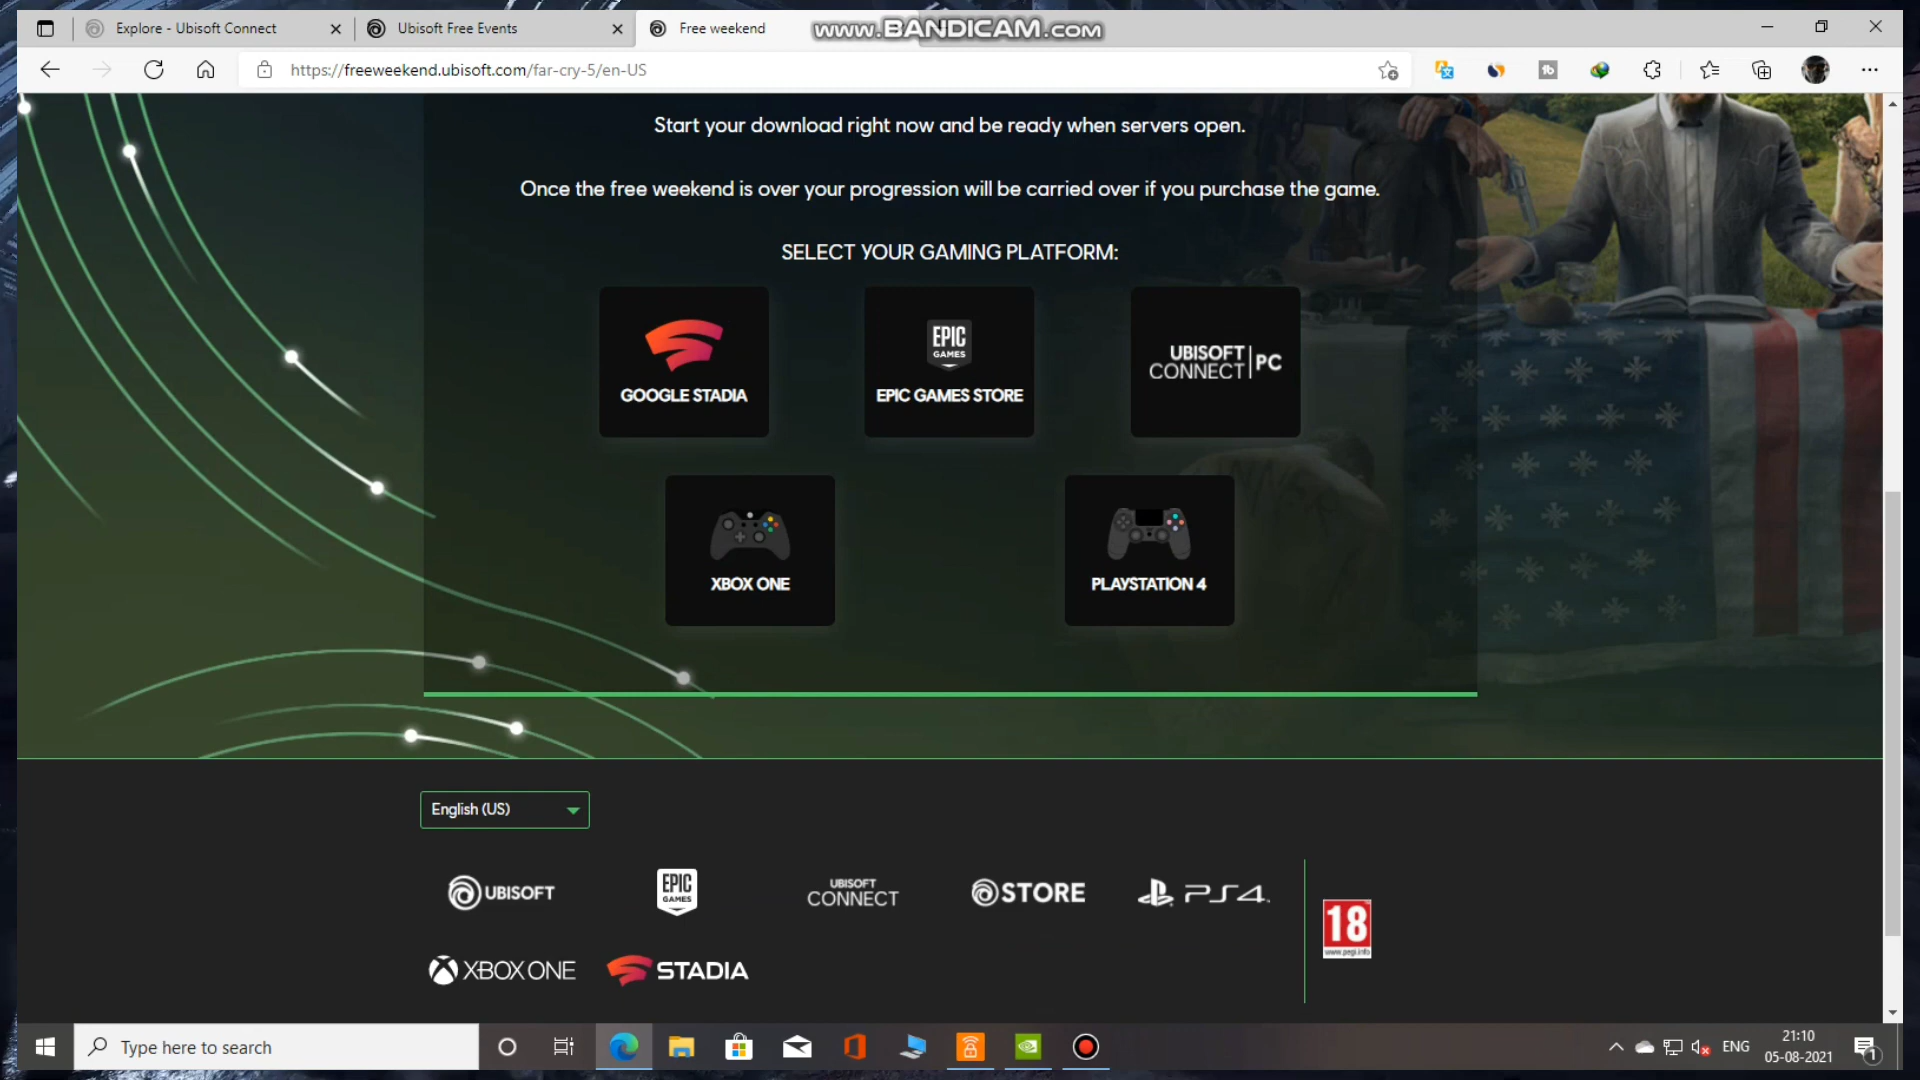 Explore - Ubisoft Connect
Ubisoft Free Events
Free weekend
www.BANDICAM.com
https://freeweekend.ubisoft.com/far-cry-5/en-US
Start your download right now and be ready when servers open.
Once the free weekend is over your progression will be carried over if you purchase the game.
SELECT YOUR GAMING PLATFORM:
GOOGLE STADIA
EPIC
GAMES
EPIC GAMES STORE
UBISOFT
CONNECT | PC
XBOX ONE
PLAYSTATION 4
English (US)
UBISOFT
EPIC
GAMES
UBISOFT
CONNECT
STORE
PS4
XBOX ONE
STADIA
18
www.pegi.info
Type here to search
ENG
21:10
05-08-2021
1